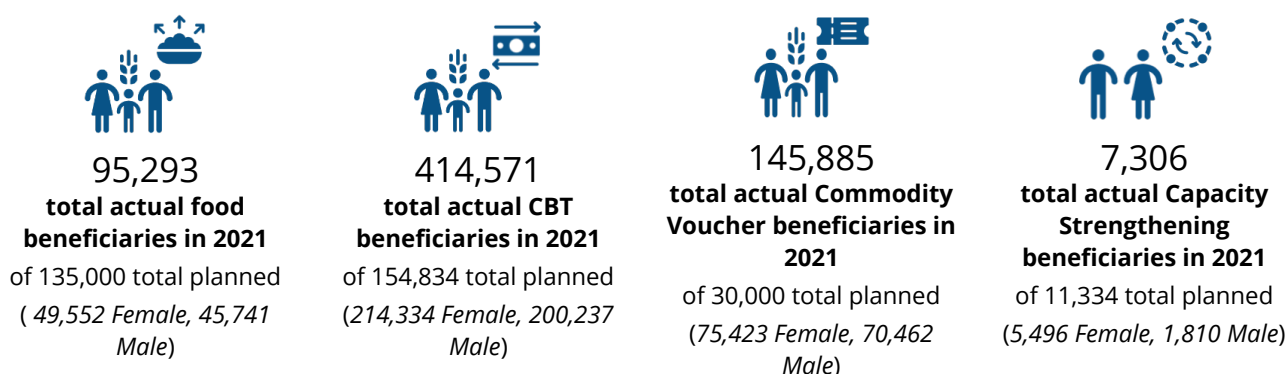 95,293
total actual food
beneficiaries in 2021
of 135,000 total planned
( 49,552 Female, 45,741
Male)
414,571
total actual CBT
beneficiaries in 2021
of 154,834 total planned
(214,334 Female, 200,237
Male)
145,885
total actual Commodity
Voucher beneficiaries in
2021
of 30,000 total planned
(75,423 Female, 70,462
Male)
7,306
total actual Capacity
Strengthening
beneficiaries in 2021
of 11,334 total planned
(5,496 Female, 1,810 Male)